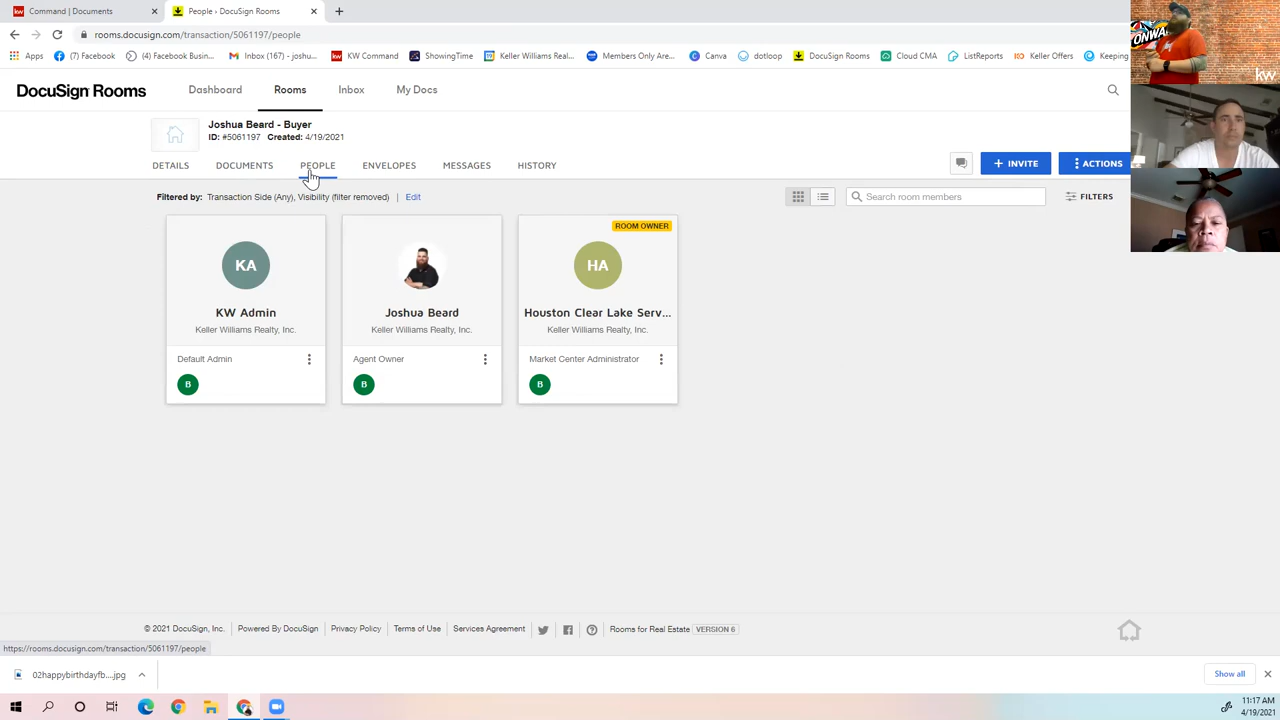 Command | Documents
People › DocuSign Rooms
rooms.docusign.com/transaction/5061197/people
Apps
(7) Facebook
(4) Facebook Busin...
Inbox (167) - joshu...
Members Only Are...
Canva
dotloop
DocuSign Rooms
Cloud CMA
Keller Offers
Keeping
DocuSign Rooms
Dashboard
Rooms
Inbox
My Docs
Joshua Beard - Buyer
ID: #5061197 Created: 4/19/2021
DETAILS
DOCUMENTS
PEOPLE
ENVELOPES
MESSAGES
HISTORY
+ INVITE
ACTIONS
Filtered by: Transaction Side (Any), Visibility (filter removed) | Edit
Search room members
FILTERS
KA
KW Admin
Keller Williams Realty, Inc.
Default Admin
B
Joshua Beard
Keller Williams Realty, Inc.
Agent Owner
B
ROOM OWNER
HA
Houston Clear Lake Serv...
Keller Williams Realty, Inc.
Market Center Administrator
B
© 2021 DocuSign, Inc. | Powered By DocuSign | Privacy Policy | Terms of Use | Services Agreement
Rooms for Real Estate VERSION 6
https://rooms.docusign.com/transaction/5061197/people
02happybirthdayfb....jpg
Show all
11:17 AM
4/19/2021
kw